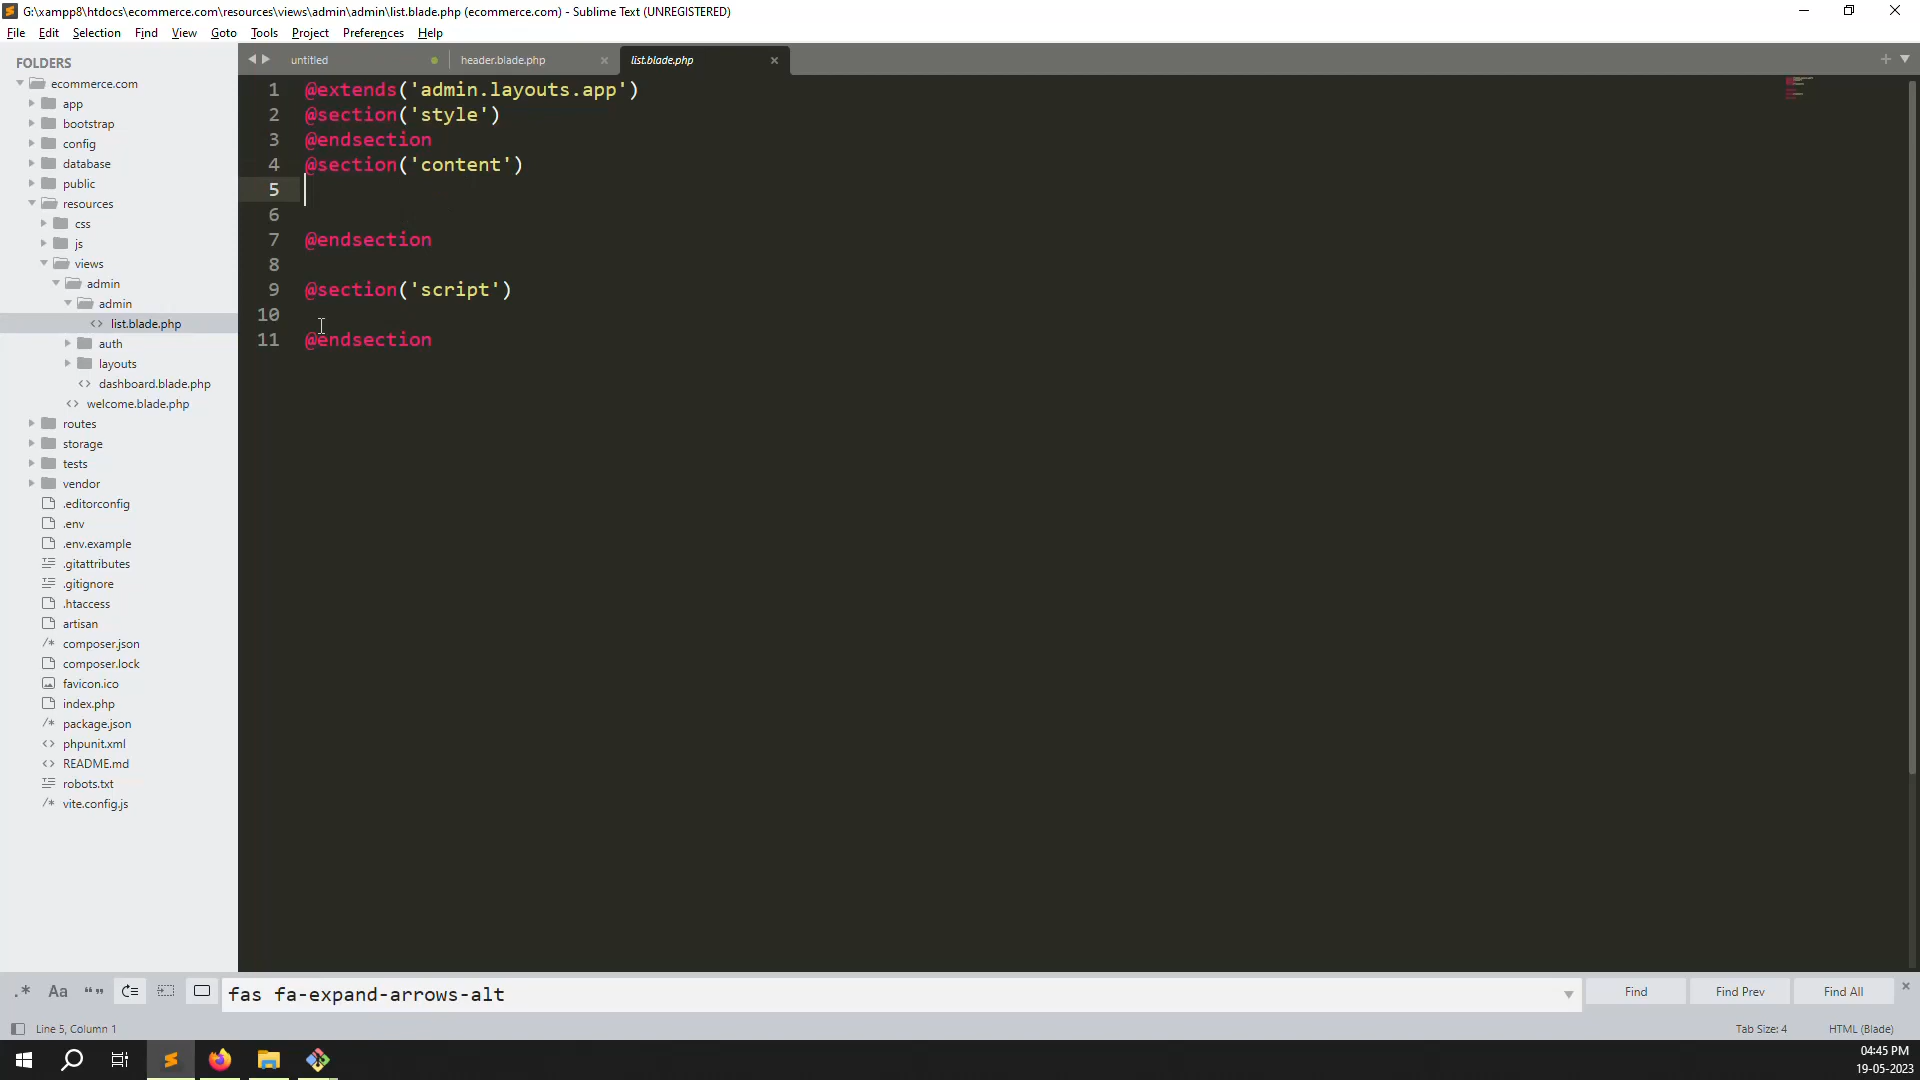 G:\xampp8\htdocs\ecommerce.com\resources\views\admin\admin\list.blade.php (ecommerce.com) - Sublime Text (UNREGISTERED)
File Edit Selection Find View Goto Tools Project Preferences Help
FOLDERS
ecommerce.com
app
bootstrap
config
database
public
resources
css
js
views
admin
admin
list.blade.php
auth
layouts
dashboard.blade.php
welcome.blade.php
routes
storage
tests
vendor
.editorconfig
.env
.env.example
.gitattributes
.gitignore
.htaccess
artisan
composer.json
composer.lock
favicon.ico
index.php
package.json
phpunit.xml
README.md
robots.txt
vite.config.js
untitled header.blade.php list.blade.php
1 @extends('admin.layouts.app')
2 @section('style')
3 @endsection
4 @section('content')
5
6
7 @endsection
8
9 @section('script')
10
11 @endsection
.* Aa “” fas fa-expand-arrows-alt Find Find Prev Find All
Line 5, Column 1 Tab Size: 4 HTML (Blade)
04:45 PM
19-05-2023